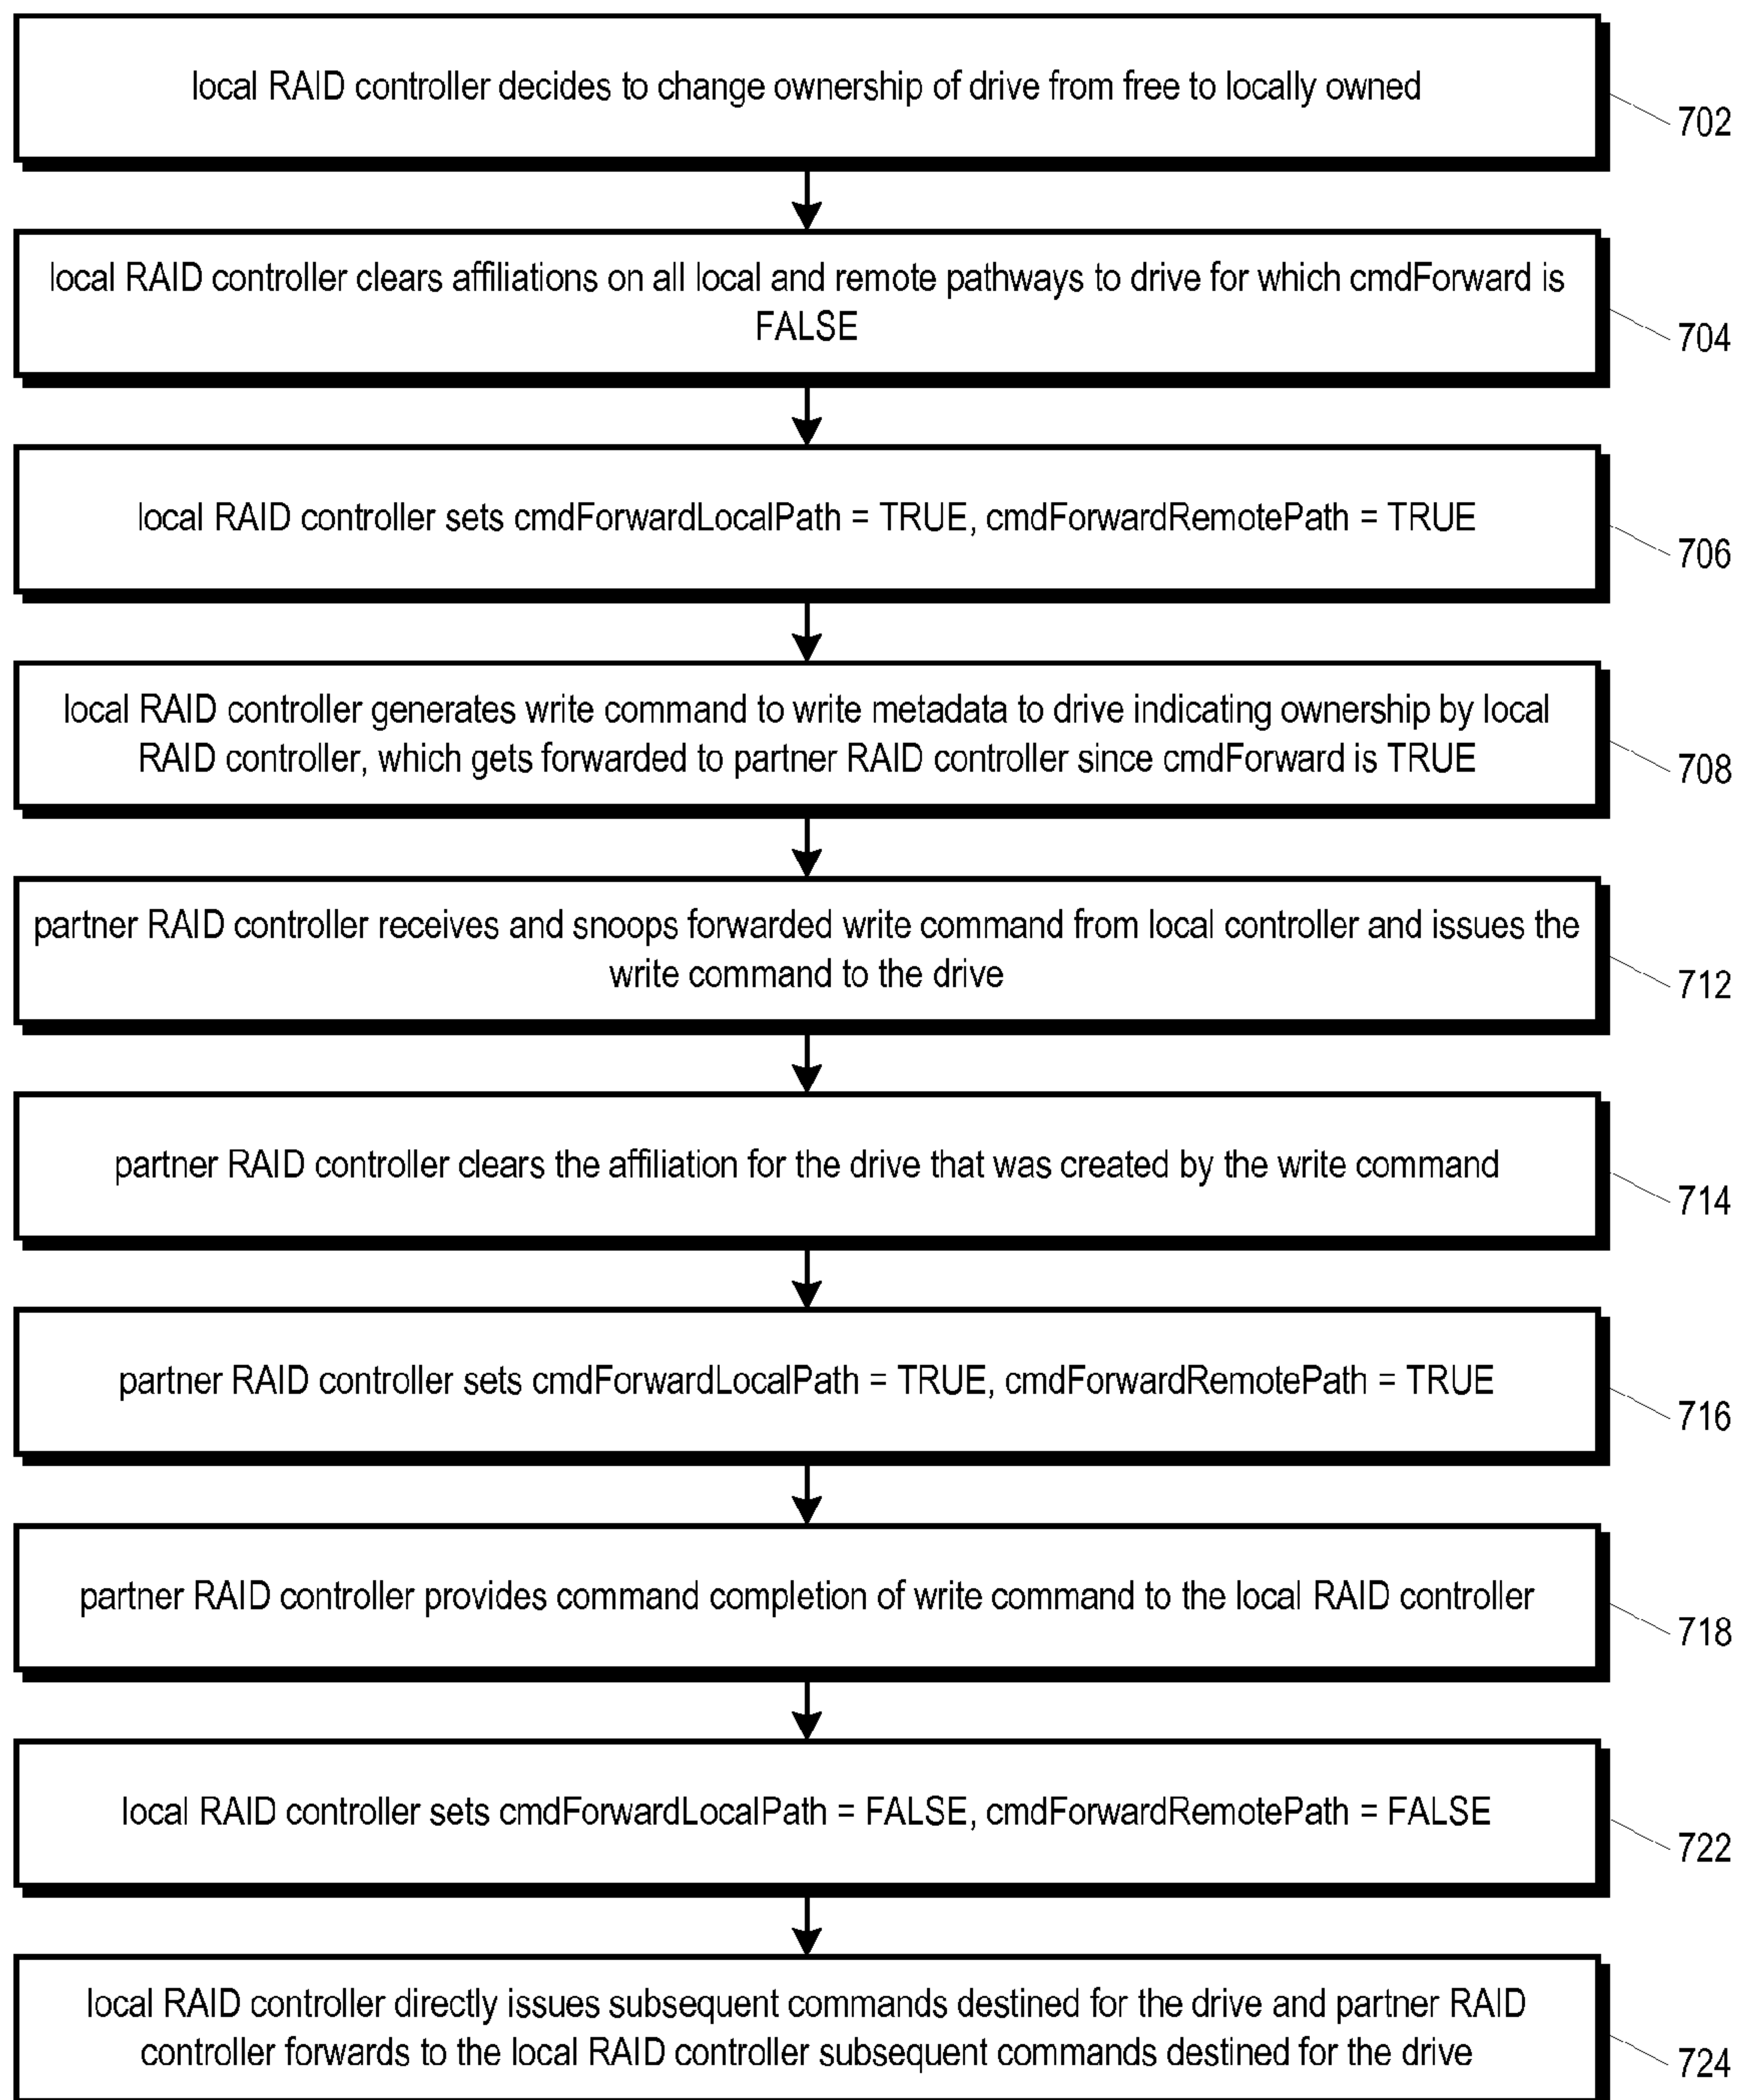 local RAID controller decides to change ownership of drive from free to locally owned
702
local RAID controller clears affiliations on all local and remote pathways to drive for which cmdForward is
FALSE
704
local RAID controller sets cmdForwardLocalPath = TRUE, cmdForwardRemotePath = TRUE
706
local RAID controller generates write command to write metadata to drive indicating ownership by local
RAID controller, which gets forwarded to partner RAID controller since cmdForward is TRUE
708
partner RAID controller receives and snoops forwarded write command from local controller and issues the
write command to the drive
712
partner RAID controller clears the affiliation for the drive that was created by the write command
714
partner RAID controller sets cmdForwardLocalPath = TRUE, cmdForwardRemotePath = TRUE
716
partner RAID controller provides command completion of write command to the local RAID controller
718
local RAID controller sets cmdForwardLocalPath = FALSE, cmdForwardRemotePath = FALSE
722
local RAID controller directly issues subsequent commands destined for the drive and partner RAID
controller forwards to the local RAID controller subsequent commands destined for the drive
724